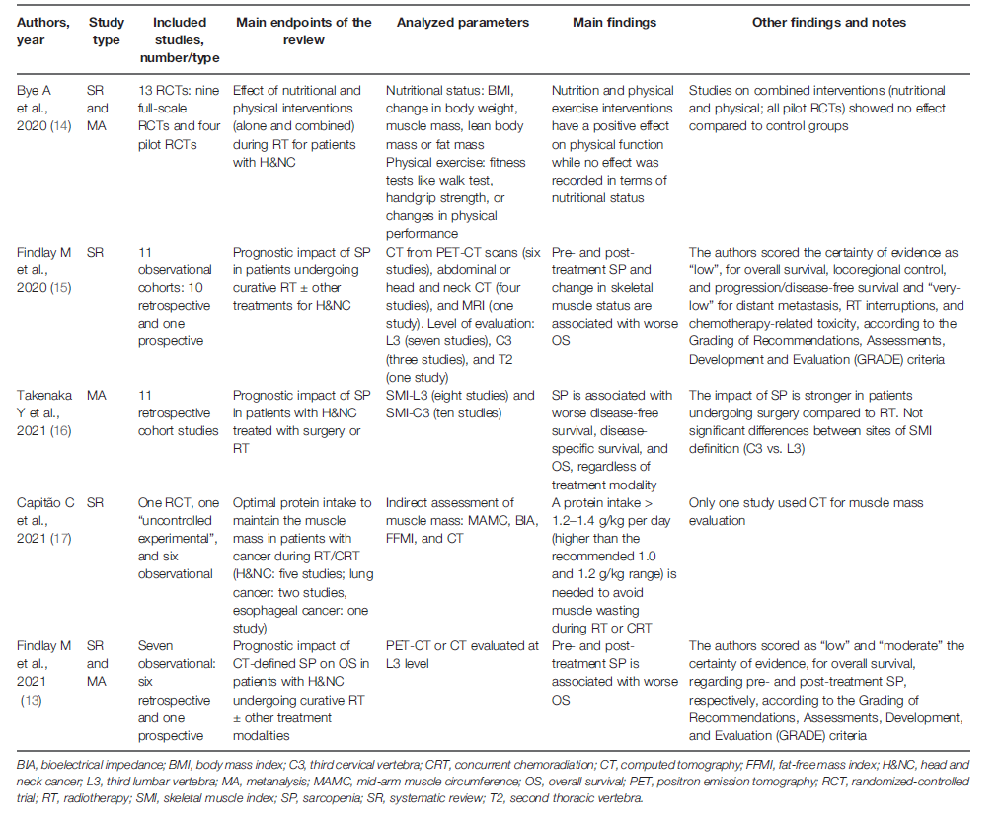 Authors, year | Study type | Included studies, number/type | Main endpoints of the review | Analyzed parameters | Main findings | Other findings and notes
Bye A et al., 2020 (14) | SR and MA | 13 RCTs: nine full-scale RCTs and four pilot RCTs | Effect of nutritional and physical interventions (alone and combined) during RT for patients with H&NC | Nutritional status: BMI, change in body weight, muscle mass, lean body mass or fat mass Physical exercise: fitness tests like walk test, handgrip strength, or changes in physical performance | Nutrition and physical exercise interventions have a positive effect on physical function while no effect was recorded in terms of nutritional status | Studies on combined interventions (nutritional and physical; all pilot RCTs) showed no effect compared to control groups
Findlay M et al., 2020 (15) | SR | 11 observational cohorts: 10 retrospective and one prospective | Prognostic impact of SP in patients undergoing curative RT ± other treatments for H&NC | CT from PET-CT scans (six studies), abdominal or head and neck CT (four studies), and MRI (one study). Level of evaluation: L3 (seven studies), C3 (three studies), and T2 (one study) | Pre- and post-treatment SP and change in skeletal muscle status are associated with worse OS | The authors scored the certainty of evidence as "low", for overall survival, locoregional control, and progression/disease-free survival and "very-low" for distant metastasis, RT interruptions, and chemotherapy-related toxicity, according to the Grading of Recommendations, Assessments, Development and Evaluation (GRADE) criteria
Takenaka Y et al., 2021 (16) | MA | 11 retrospective cohort studies | Prognostic impact of SP in patients with H&NC treated with surgery or RT | SMI-L3 (eight studies) and SMI-C3 (ten studies) | SP is associated with worse disease-free survival, disease-specific survival, and OS, regardless of treatment modality | The impact of SP is stronger in patients undergoing surgery compared to RT. Not significant differences between sites of SMI definition (C3 vs. L3)
Capitão C et al., 2021 (17) | SR | One RCT, one "uncontrolled experimental", and six observational | Optimal protein intake to maintain the muscle mass in patients with cancer during RT/CRT (H&NC: five studies; lung cancer: two studies, esophageal cancer: one study) | Indirect assessment of muscle mass: MAMC, BIA, FFMI, and CT | A protein intake > 1.2–1.4 g/kg per day (higher than the recommended 1.0 and 1.2 g/kg range) is needed to avoid muscle wasting during RT or CRT | Only one study used CT for muscle mass evaluation
Findlay M et al., 2021 (13) | SR and MA | Seven observational: six retrospective and one prospective | Prognostic impact of CT-defined SP on OS in patients with H&NC undergoing curative RT ± other treatment modalities | PET-CT or CT evaluated at L3 level | Pre- and post-treatment SP is associated with worse OS | The authors scored as "low" and "moderate" the certainty of evidence, for overall survival, regarding pre- and post-treatment SP, respectively, according to the Grading of Recommendations, Assessments, Development, and Evaluation (GRADE) criteria
BIA, bioelectrical impedance; BMI, body mass index; C3, third cervical vertebra; CRT, concurrent chemoradiation; CT, computed tomography; FFMI, fat-free mass index; H&NC, head and
neck cancer; L3, third lumbar vertebra; MA, metanalysis; MAMC, mid-arm muscle circumference; OS, overall survival; PET, positron emission tomography; RCT, randomized-controlled
trial; RT, radiotherapy; SMI, skeletal muscle index; SP, sarcopenia; SR, systematic review; T2, second thoracic vertebra.